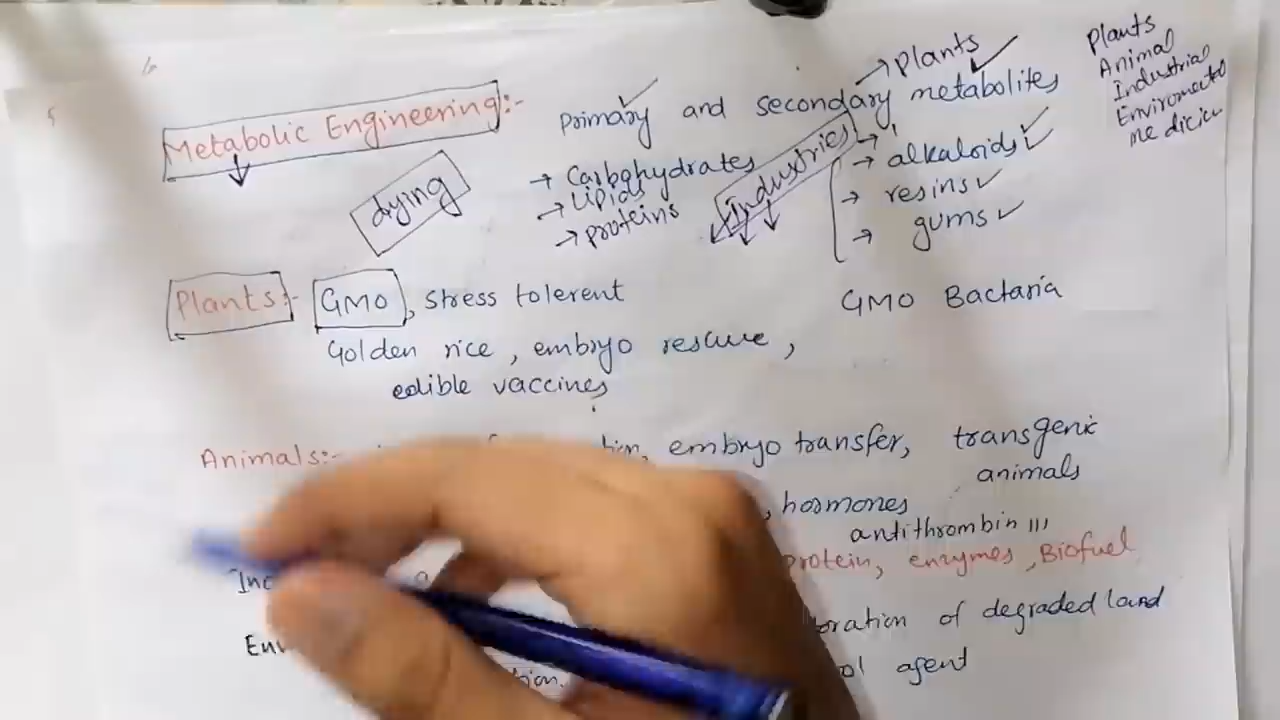 Metabolic Engineering:- Primary and secondary metabolites
→ Plants
Plants
Animal
Industrial
Enviromectal
medicine
dying
→ Carbohydrates
→ Lipids
→ proteins
Industries
→ alkaloids
→ resins
→ gums
Plants:- GMO, stress tolerent
GMO Bactaria
Golden rice, embryo rescue,
edible vaccines
Animals:- embryo transfer, transgenic
animals
, hormones
antithrombin III
protein, enzymes, Biofuel
of degraded land
agent